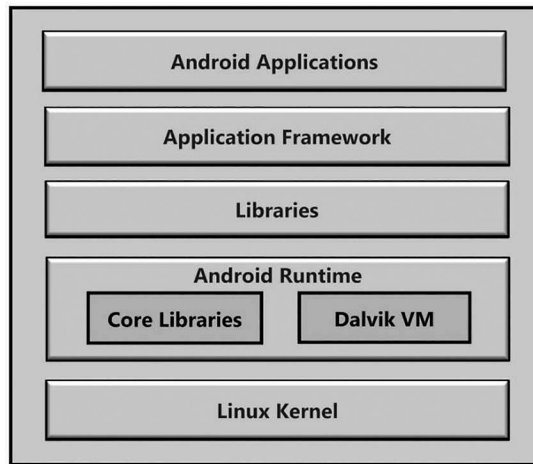 Android Applications
Application Framework
Libraries
Android Runtime
Core Libraries
Dalvik VM
Linux Kernel